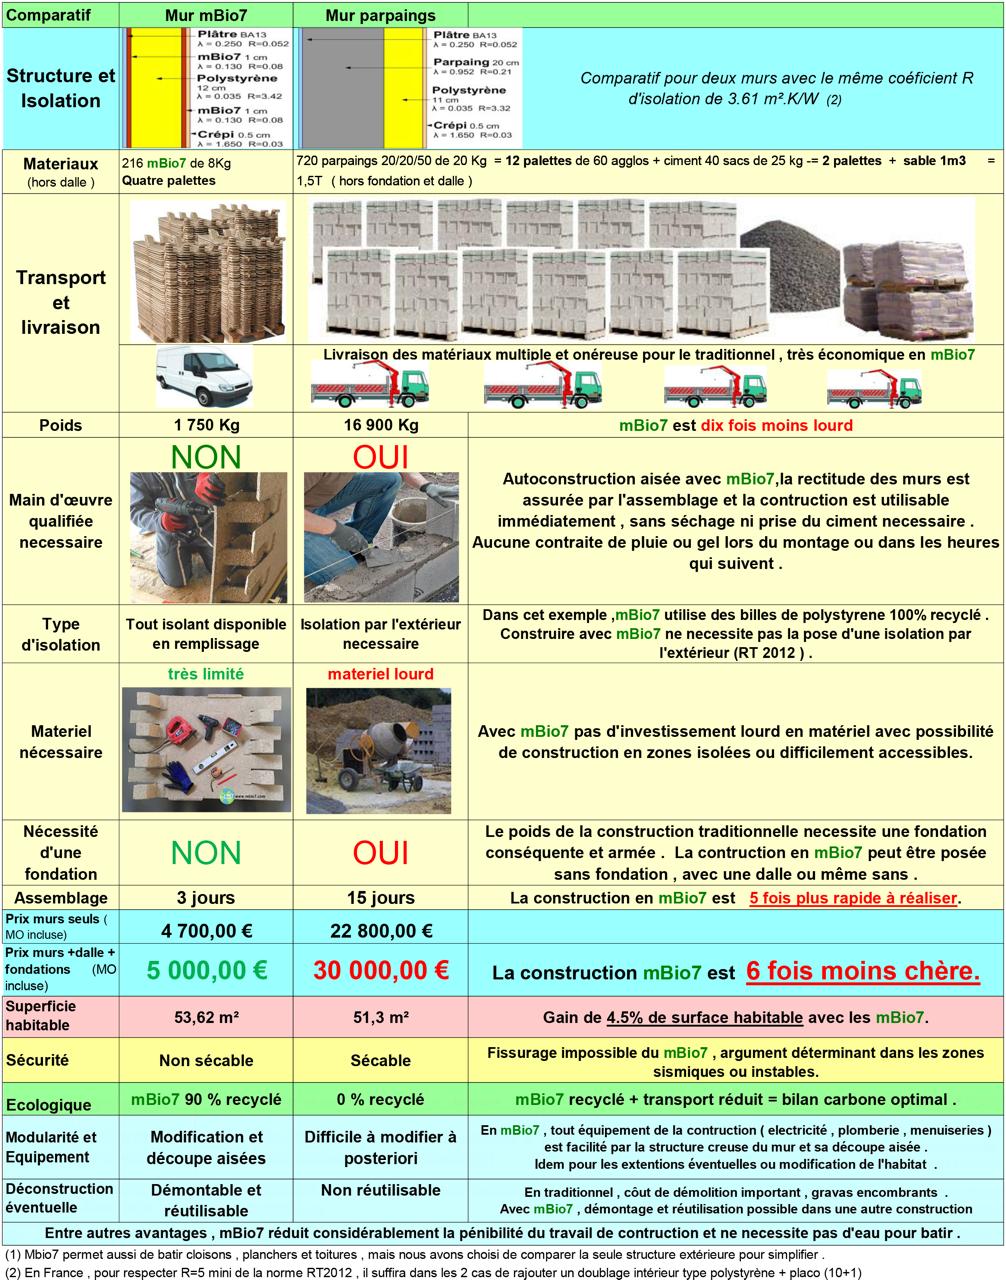 Comparatif Mur mBio7 Mur parpaings
Structure et
Isolation
Plâtre BA13
λ = 0.250 R=0.052
mBio7 1 cm
λ = 0.130 R=0.08
Polystyrène
12 cm
λ = 0.035 R=3.42
mBio7 1 cm
λ = 0.130 R=0.08
Crépi 0.5 cm
λ = 1.650 R=0.03
Plâtre BA13
λ = 0.250 R=0.052
Parpaing 20 cm
λ = 0.952 R=0.21
Polystyrène
11 cm
λ = 0.035 R=3.32
Crépi 0.5 cm
λ = 1.650 R=0.03
Comparatif pour deux murs avec le même coéficient R
d'isolation de 3.61 m².K/W (2)
Materiaux
(hors dalle )
216 mBio7 de 8Kg
Quatre palettes
720 parpaings 20/20/50 de 20 Kg = 12 palettes de 60 agglos + ciment 40 sacs de 25 kg -= 2 palettes + sable 1m3 =
1,5T ( hors fondation et dalle )
Transport
et
livraison
Livraison des matériaux multiple et onéreuse pour le traditionnel , très économique en mBio7
Poids 1 750 Kg 16 900 Kg mBio7 est dix fois moins lourd
Main d'œuvre
qualifiée
necessaire
NON
OUI
Autoconstruction aisée avec mBio7,la rectitude des murs est
assurée par l'assemblage et la contruction est utilisable
immédiatement , sans séchage ni prise du ciment necessaire .
Aucune contraite de pluie ou gel lors du montage ou dans les heures
qui suivent .
Type
d'isolation
Tout isolant disponible
en remplissage
Isolation par l'extérieur
necessaire
Dans cet exemple ,mBio7 utilise des billes de polystyrene 100% recyclé .
Construire avec mBio7 ne necessite pas la pose d'une isolation par
l'extérieur (RT 2012 ) .
Materiel
nécessaire
très limité
www.mbio7.com
materiel lourd
Avec mBio7 pas d'investissement lourd en matériel avec possibilité
de construction en zones isolées ou difficilement accessibles.
Nécessité
d'une
fondation
NON
OUI
Le poids de la construction traditionnelle necessite une fondation
conséquente et armée . La contruction en mBio7 peut être posée
sans fondation , avec une dalle ou même sans .
Assemblage 3 jours 15 jours La construction en mBio7 est 5 fois plus rapide à réaliser.
Prix murs seuls (
MO incluse)
4 700,00 €
22 800,00 €
Prix murs +dalle +
fondations (MO
incluse)
5 000,00 €
30 000,00 €
La construction mBio7 est 6 fois moins chère.
Superficie
habitable
53,62 m²
51,3 m²
Gain de 4.5% de surface habitable avec les mBio7.
Sécurité
Non sécable
Sécable
Fissurage impossible du mBio7 , argument déterminant dans les zones
sismiques ou instables.
Ecologique mBio7 90 % recyclé 0 % recyclé mBio7 recyclé + transport réduit = bilan carbone optimal .
Modularité et
Equipement
Modification et
découpe aisées
Difficile à modifier à
posteriori
En mBio7 , tout équipement de la contruction ( electricité , plomberie , menuiseries )
est facilité par la structure creuse du mur et sa découpe aisée .
Idem pour les extentions éventuelles ou modification de l'habitat .
Déconstruction
éventuelle
Démontable et
réutilisable
Non réutilisable
En traditionnel , côut de démolition important , gravas encombrants .
Avec mBio7 , démontage et réutilisation possible dans une autre construction
Entre autres avantages , mBio7 réduit considérablement la pénibilité du travail de contruction et ne necessite pas d'eau pour batir .
(1) Mbio7 permet aussi de batir cloisons , planchers et toitures , mais nous avons choisi de comparer la seule structure extérieure pour simplifier .
(2) En France , pour respecter R=5 mini de la norme RT2012 , il suffira dans les 2 cas de rajouter un doublage intérieur type polystyrène + placo (10+1)